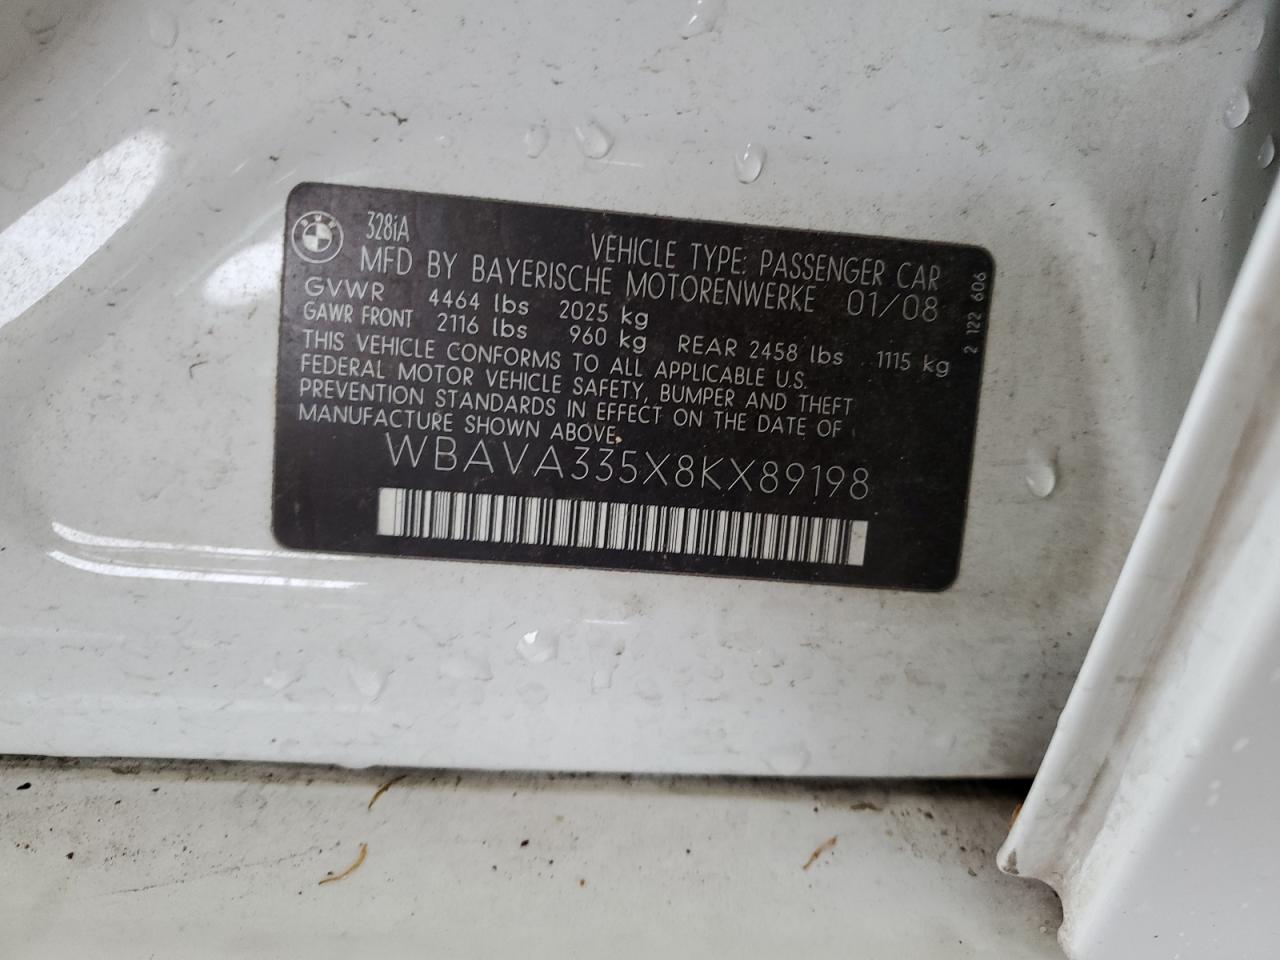 BMW
328iA
VEHICLE TYPE: PASSENGER CAR
MFD BY BAYERISCHE MOTORENWERKE 01/08
GVWR 4464 lbs 2025 kg
GAWR FRONT 2116 lbs 960 kg REAR 2458 lbs 1115 kg
THIS VEHICLE CONFORMS TO ALL APPLICABLE U.S.
FEDERAL MOTOR VEHICLE SAFETY, BUMPER AND THEFT
PREVENTION STANDARDS IN EFFECT ON THE DATE OF
MANUFACTURE SHOWN ABOVE.
WBAVA335X8KX89198
2 122 606